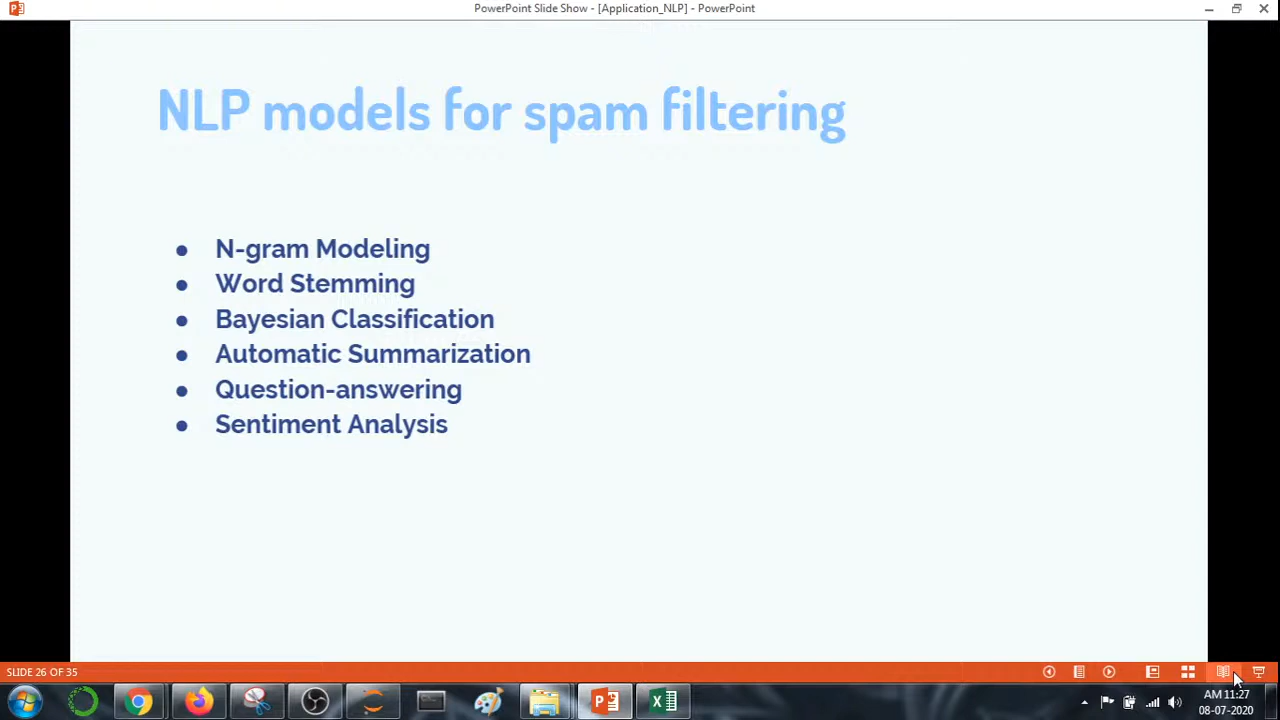 PowerPoint Slide Show - [Application_NLP] - PowerPoint
NLP models for spam filtering
● N-gram Modeling
● Word Stemming
● Bayesian Classification
● Automatic Summarization
● Question-answering
● Sentiment Analysis
SLIDE 26 OF 35
AM 11:27
08-07-2020